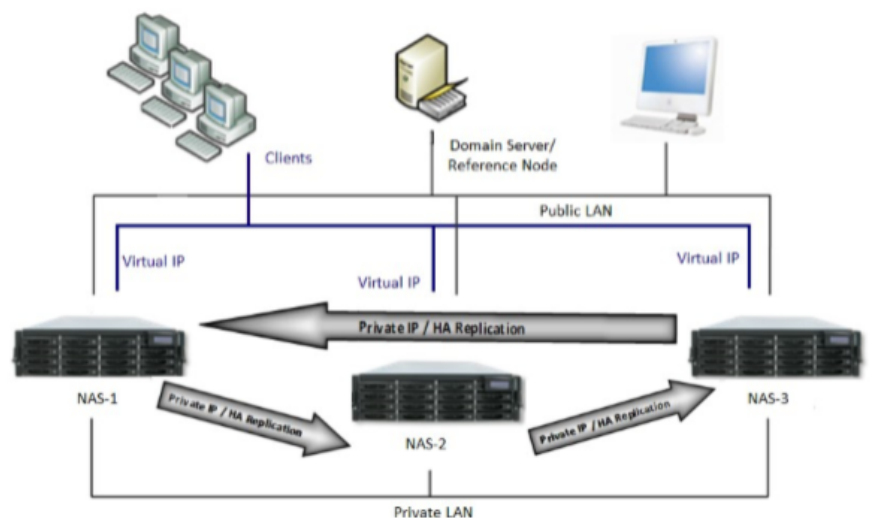 Clients
Domain Server/
Reference Node
Public LAN
Virtual IP
Virtual IP
Virtual IP
Private IP / HA Replication
NAS-1
Private IP / HA Replication
NAS-2
Private IP / HA Replication
NAS-3
Private LAN